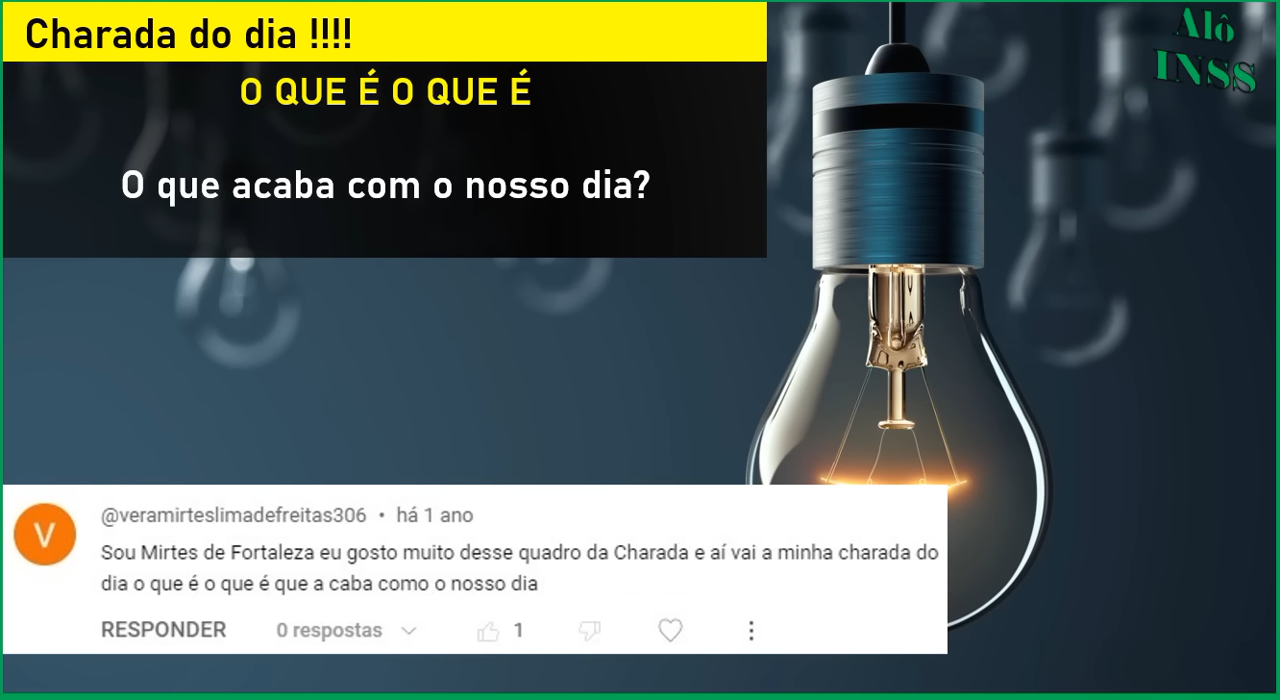 Charada do dia !!!!
O QUE É O QUE É
O que acaba com o nosso dia?
Alô
INSS
V
@veramirteslimadefreitas306 • há 1 ano
Sou Mirtes de Fortaleza eu gosto muito desse quadro da Charada e aí vai a minha charada do
dia o que é o que é que a caba como o nosso dia
RESPONDER 0 respostas 1